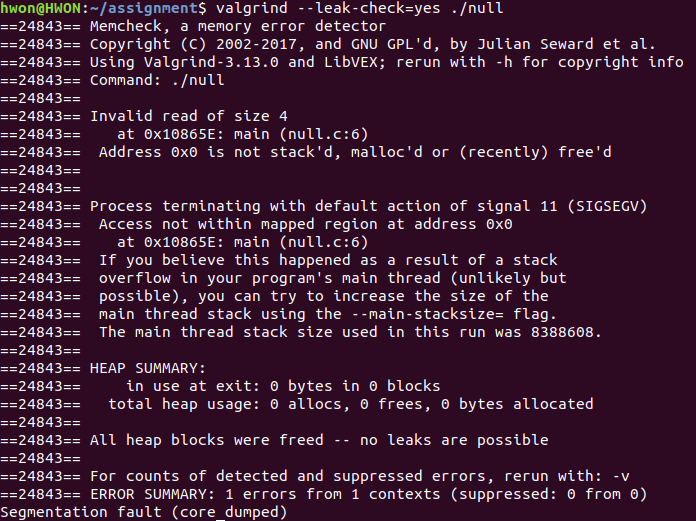 hwon@HWON:~/assignment$ valgrind --leak-check=yes ./null
==24843== Memcheck, a memory error detector
==24843== Copyright (C) 2002-2017, and GNU GPL'd, by Julian Seward et al.
==24843== Using Valgrind-3.13.0 and LibVEX; rerun with -h for copyright info
==24843== Command: ./null
==24843==
==24843== Invalid read of size 4
==24843==    at 0x10865E: main (null.c:6)
==24843==  Address 0x0 is not stack'd, malloc'd or (recently) free'd
==24843==
==24843==
==24843== Process terminating with default action of signal 11 (SIGSEGV)
==24843==  Access not within mapped region at address 0x0
==24843==    at 0x10865E: main (null.c:6)
==24843==  If you believe this happened as a result of a stack
==24843==  overflow in your program's main thread (unlikely but
==24843==  possible), you can try to increase the size of the
==24843==  main thread stack using the --main-stacksize= flag.
==24843==  The main thread stack size used in this run was 8388608.
==24843==
==24843== HEAP SUMMARY:
==24843==     in use at exit: 0 bytes in 0 blocks
==24843==   total heap usage: 0 allocs, 0 frees, 0 bytes allocated
==24843==
==24843== All heap blocks were freed -- no leaks are possible
==24843==
==24843== For counts of detected and suppressed errors, rerun with: -v
==24843== ERROR SUMMARY: 1 errors from 1 contexts (suppressed: 0 from 0)
Segmentation fault (core dumped)